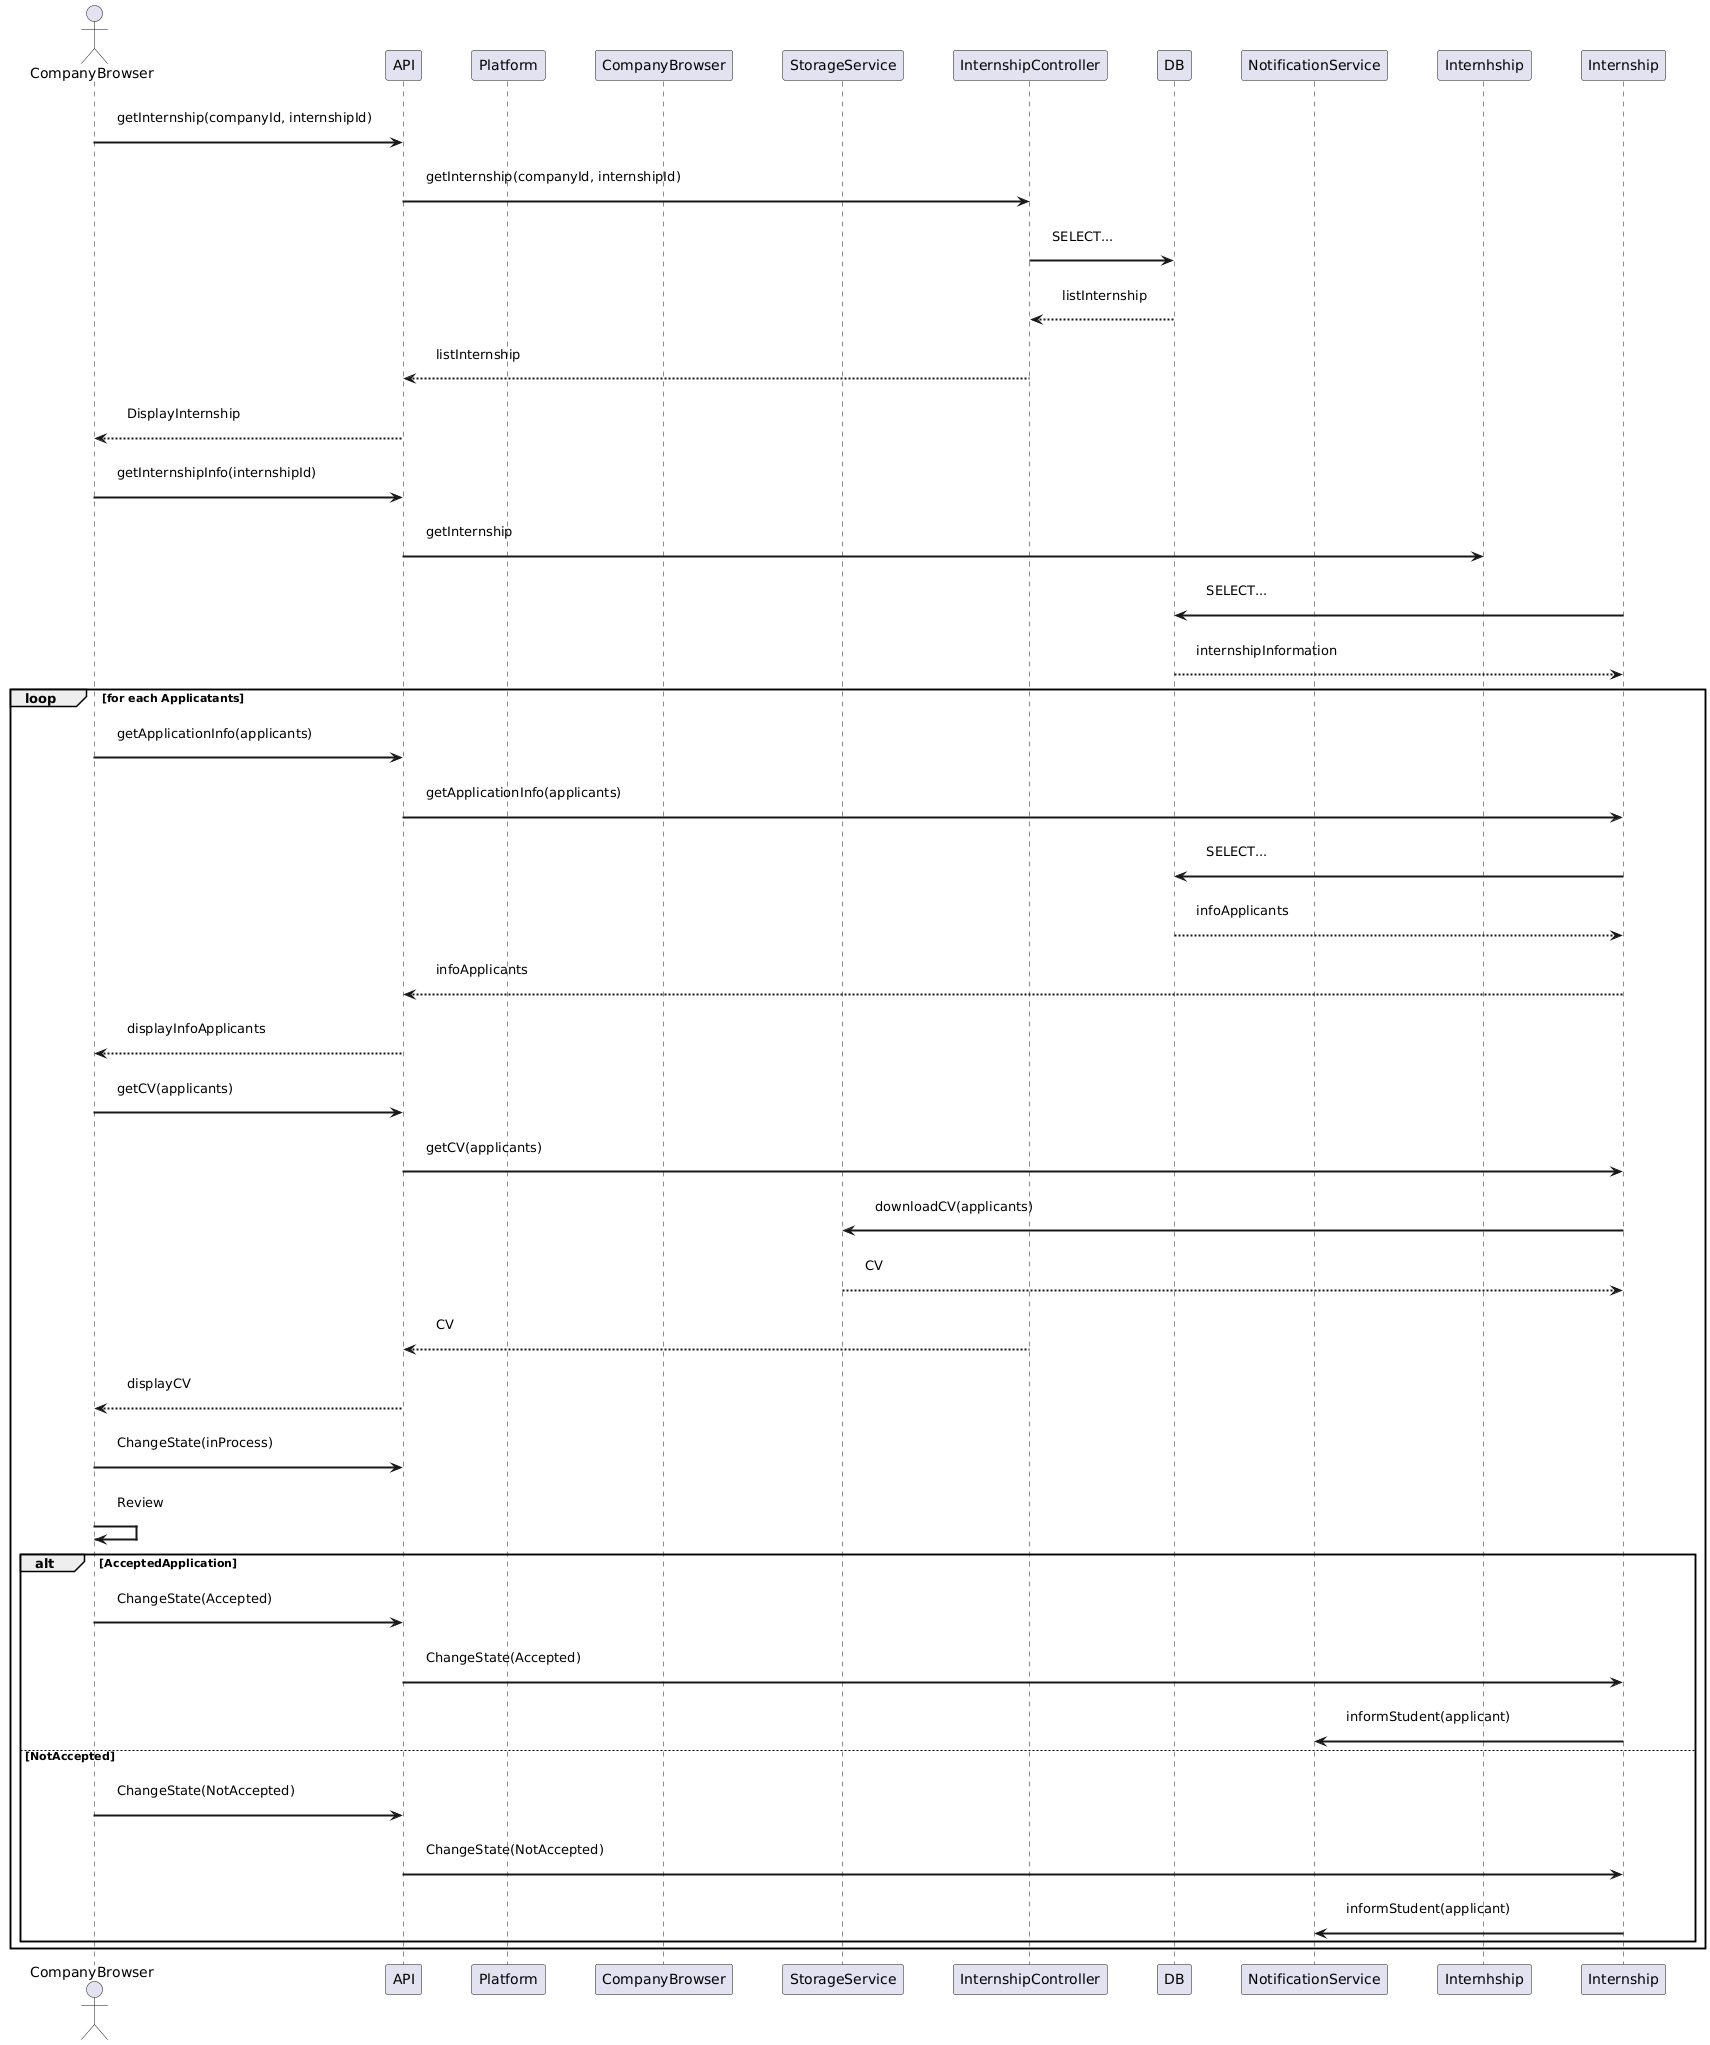 CompanyBrowser
API
Platform
CompanyBrowser
StorageService
InternshipController
DB
NotificationService
Internhship
Internship
getInternship(companyId, internshipId)
getInternship(companyId, internshipId)
SELECT...
listInternship
listInternship
DisplayInternship
getInternshipInfo(internshipId)
getInternship
SELECT...
internshipInformation
loop
[for each Applicatants]
getApplicationInfo(applicants)
getApplicationInfo(applicants)
SELECT...
infoApplicants
infoApplicants
displayInfoApplicants
getCV(applicants)
getCV(applicants)
downloadCV(applicants)
CV
CV
displayCV
ChangeState(inProcess)
Review
alt
[AcceptedApplication]
ChangeState(Accepted)
ChangeState(Accepted)
informStudent(applicant)
[NotAccepted]
ChangeState(NotAccepted)
ChangeState(NotAccepted)
informStudent(applicant)
CompanyBrowser
API
Platform
CompanyBrowser
StorageService
InternshipController
DB
NotificationService
Internhship
Internship